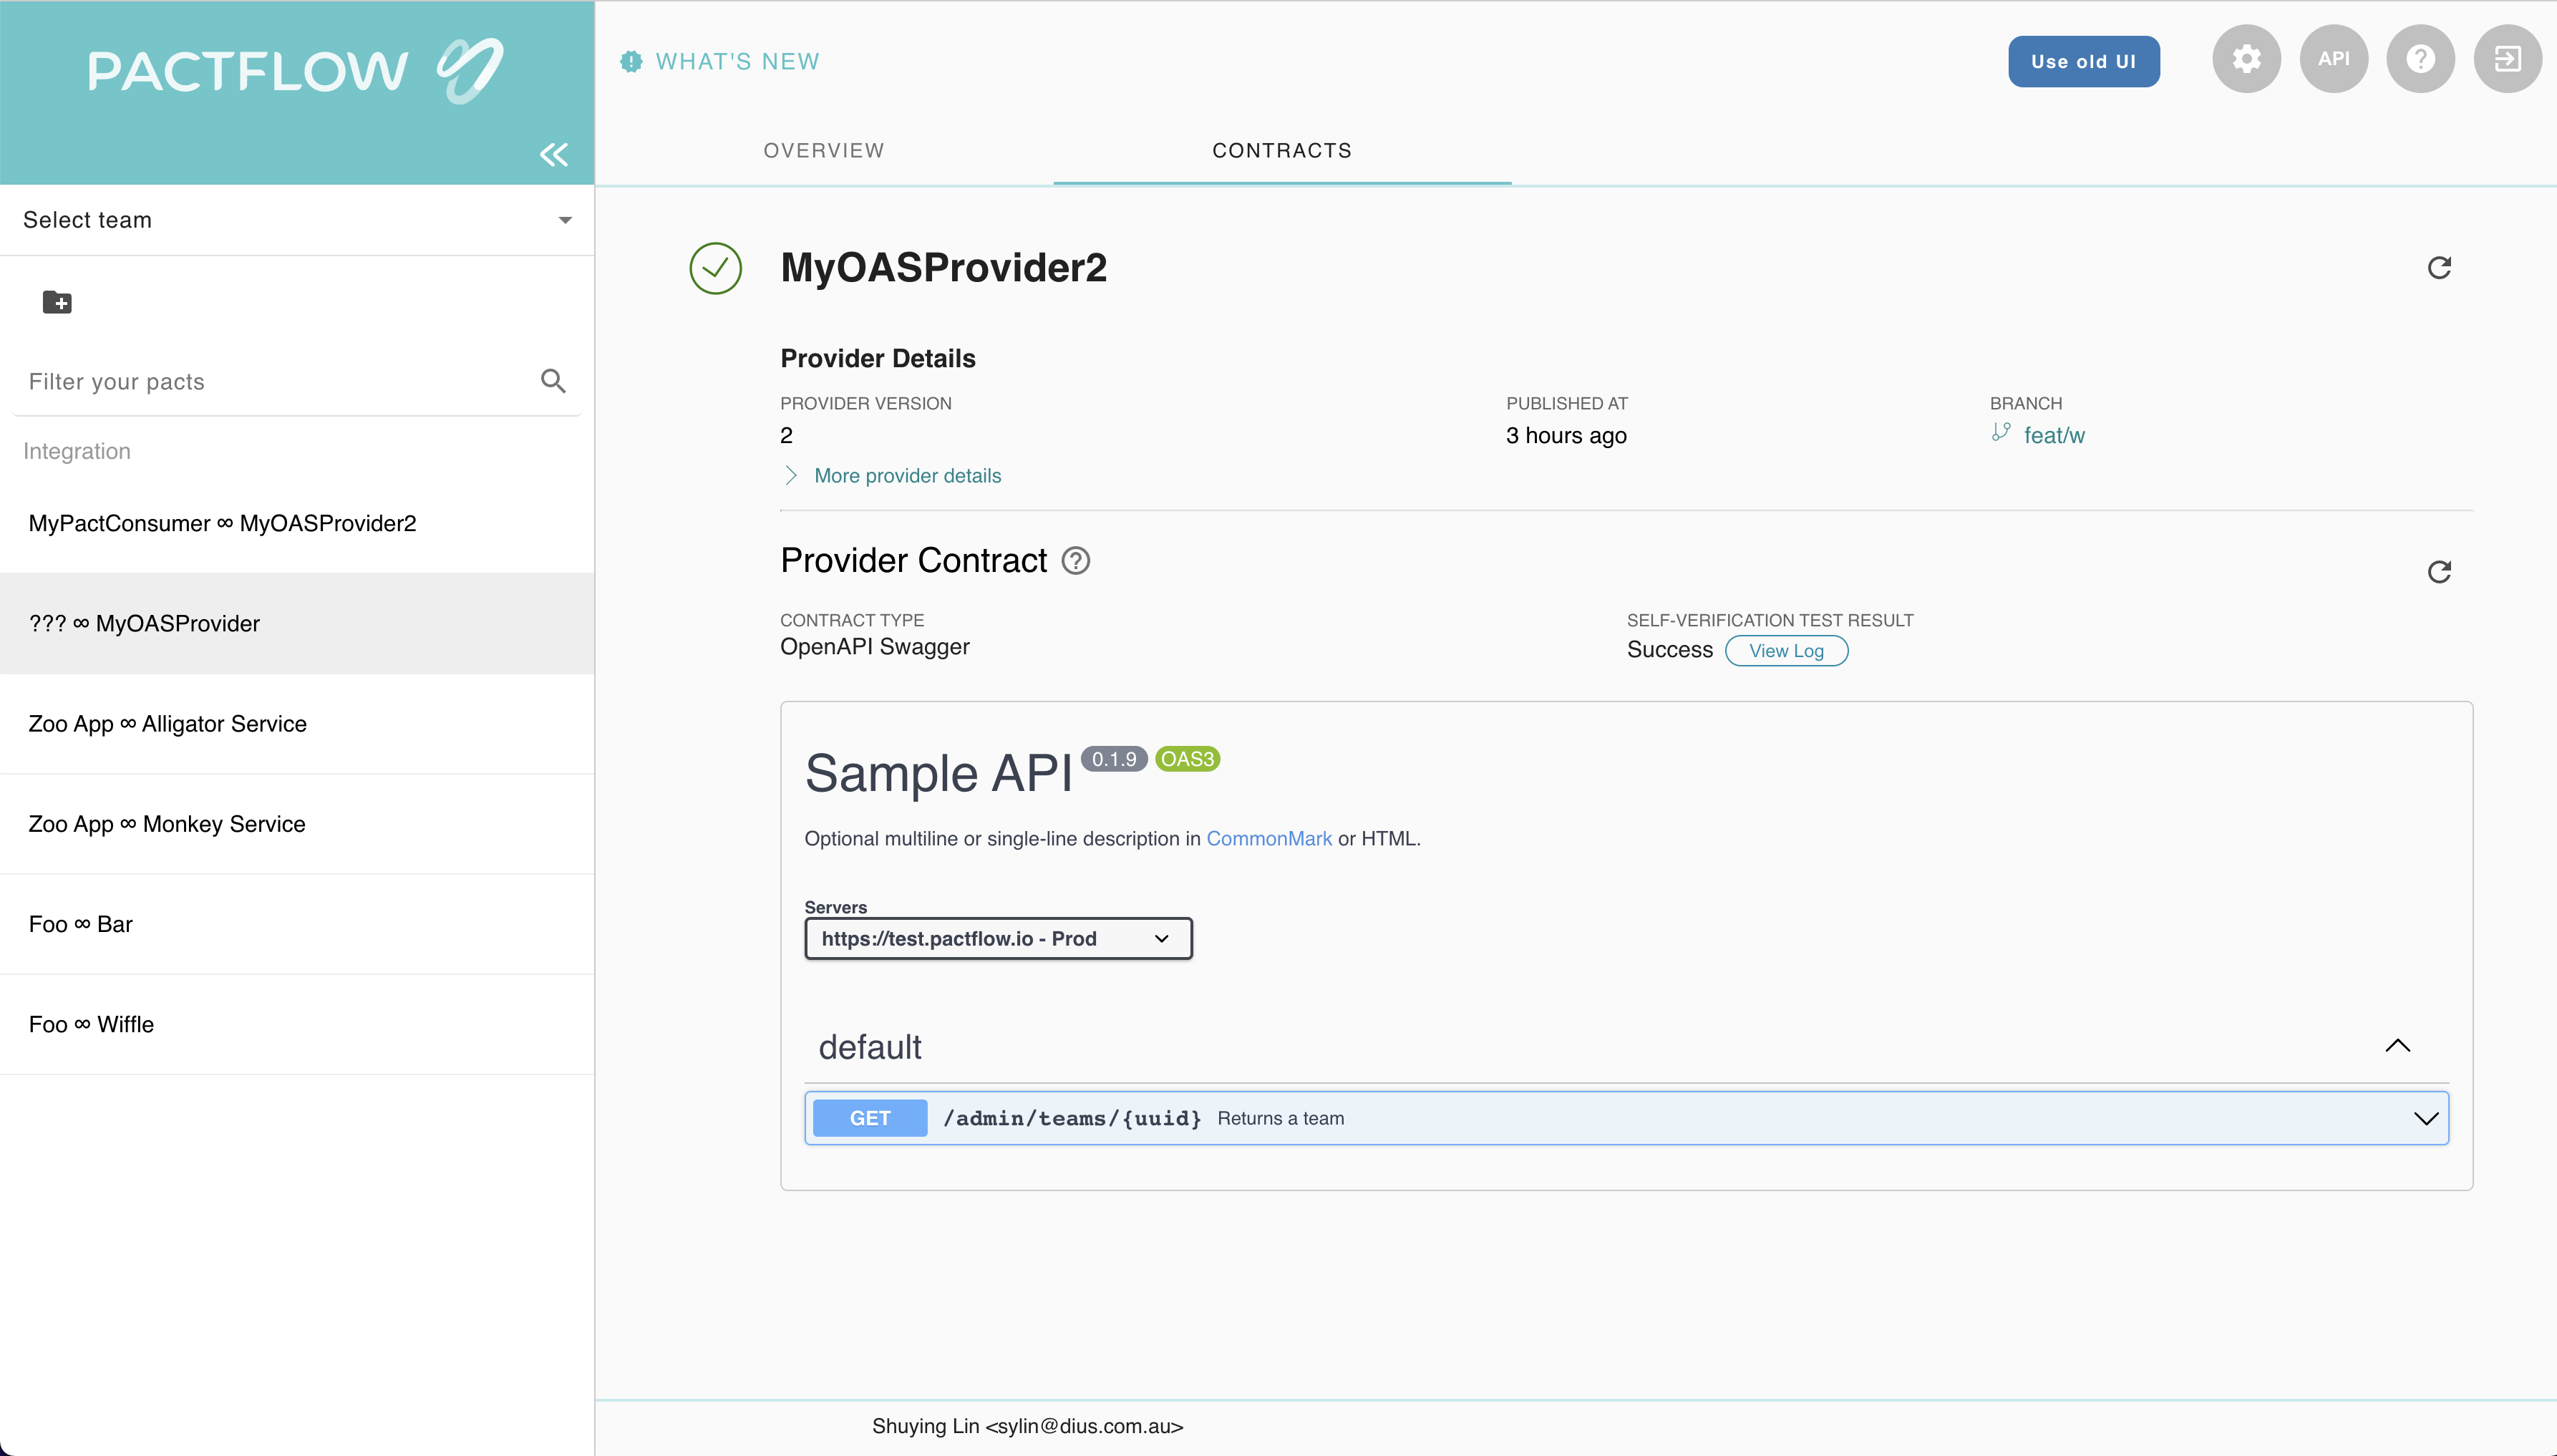 PACTFLOW
WHAT'S NEW
Use old UI
API
OVERVIEW
CONTRACTS
Select team
Filter your pacts
Integration
MyPactConsumer ∞ MyOASProvider2
??? ∞ MyOASProvider
Zoo App ∞ Alligator Service
Zoo App ∞ Monkey Service
Foo ∞ Bar
Foo ∞ Wiffle
MyOASProvider2
Provider Details
PROVIDER VERSION
2
PUBLISHED AT
3 hours ago
BRANCH
feat/w
More provider details
Provider Contract
CONTRACT TYPE
OpenAPI Swagger
SELF-VERIFICATION TEST RESULT
Success View Log
Sample API 0.1.9 OAS3
Optional multiline or single-line description in CommonMark or HTML.
Servers
https://test.pactflow.io - Prod
default
GET /admin/teams/{uuid} Returns a team
Shuying Lin <sylin@dius.com.au>